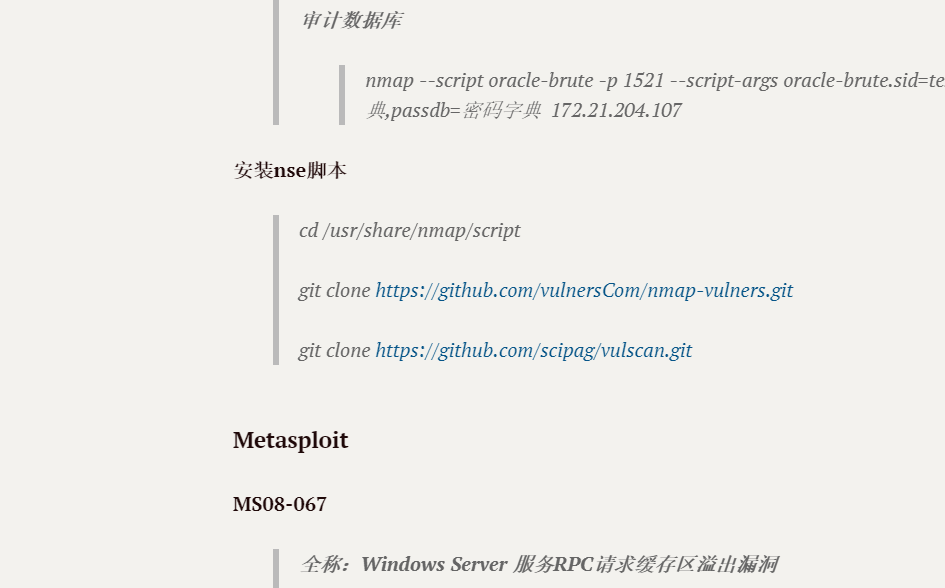 审计数据库
nmap --script oracle-brute -p 1521 --script-args oracle-brute.sid=te
典,passdb=密码字典 172.21.204.107
安装nse脚本
cd /usr/share/nmap/script
git clone https://github.com/vulnersCom/nmap-vulners.git
git clone https://github.com/scipag/vulscan.git
Metasploit
MS08-067
全称：Windows Server 服务RPC请求缓存区溢出漏洞